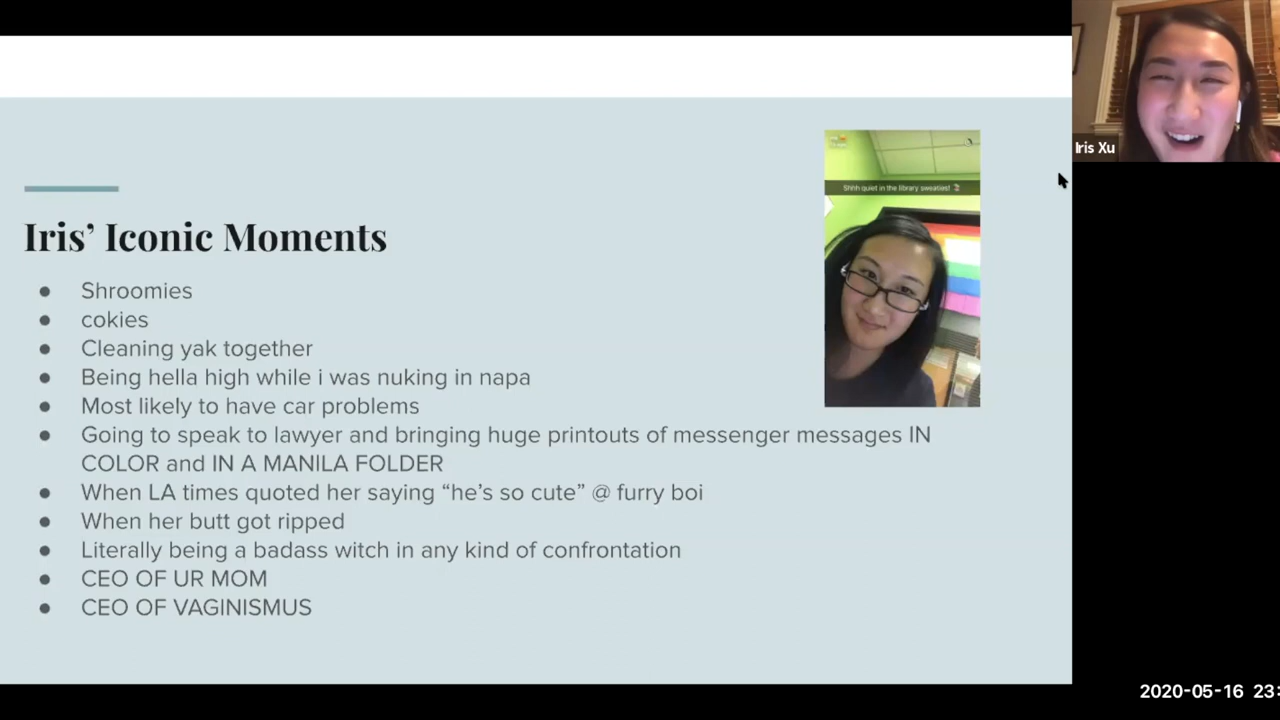 Iris Xu
Shhh quiet in the library sweaties!
Iris’ Iconic Moments
● Shroomies
● cokies
● Cleaning yak together
● Being hella high while i was nuking in napa
● Most likely to have car problems
● Going to speak to lawyer and bringing huge printouts of messenger messages IN
COLOR and IN A MANILA FOLDER
● When LA times quoted her saying “he’s so cute” @ furry boi
● When her butt got ripped
● Literally being a badass witch in any kind of confrontation
● CEO OF UR MOM
● CEO OF VAGINISMUS
2020-05-16 23: